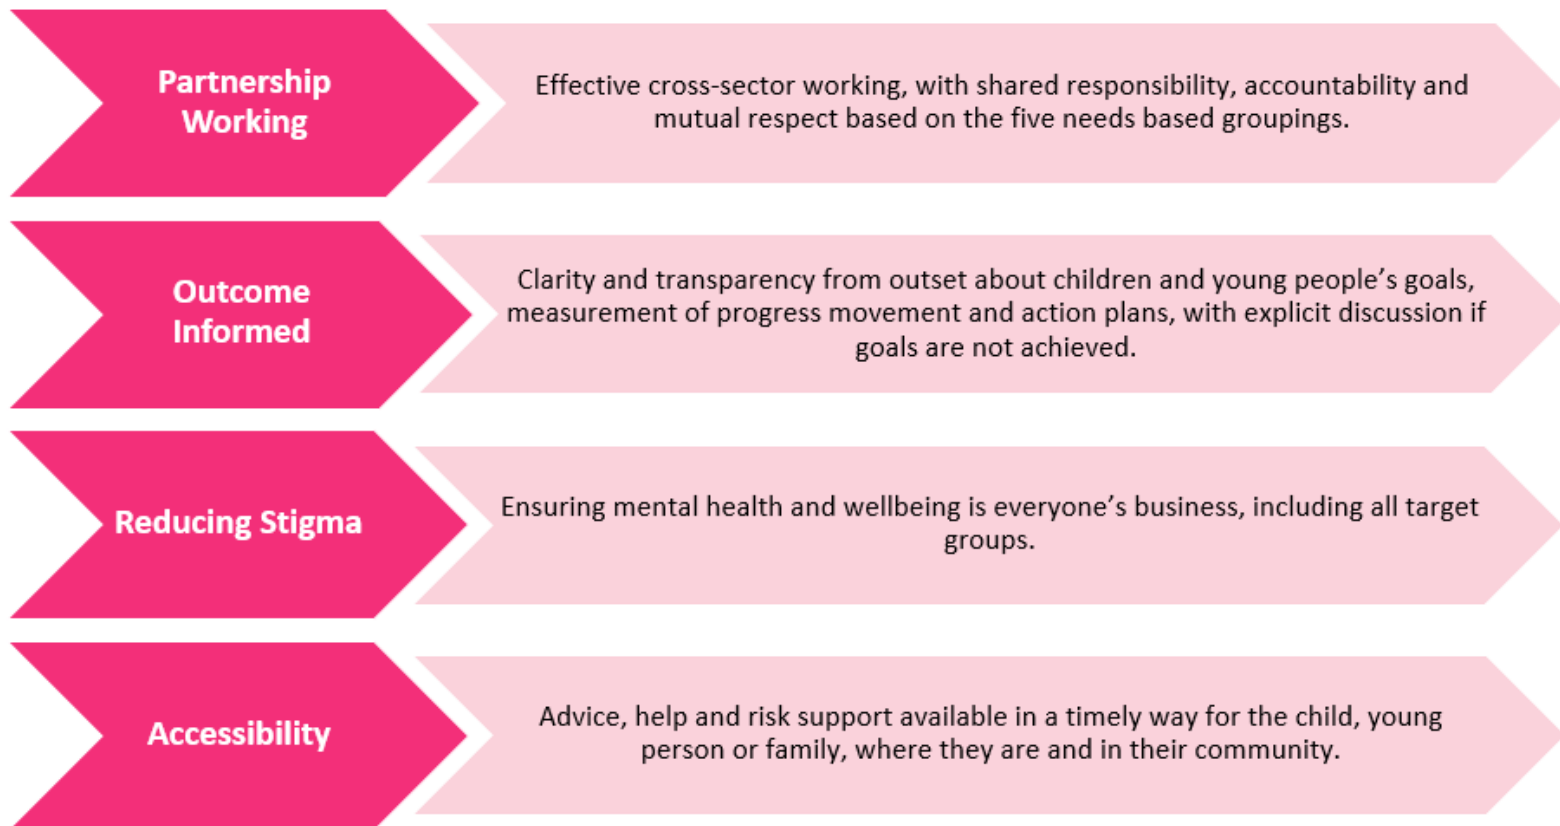 Partnership
Working
Effective cross-sector working, with shared responsibility, accountability and
mutual respect based on the five needs based groupings.
Outcome
Informed
Clarity and transparency from outset about children and young people’s goals,
measurement of progress movement and action plans, with explicit discussion if
goals are not achieved.
Reducing Stigma
Ensuring mental health and wellbeing is everyone’s business, including all target
groups.
Accessibility
Advice, help and risk support available in a timely way for the child, young
person or family, where they are and in their community.